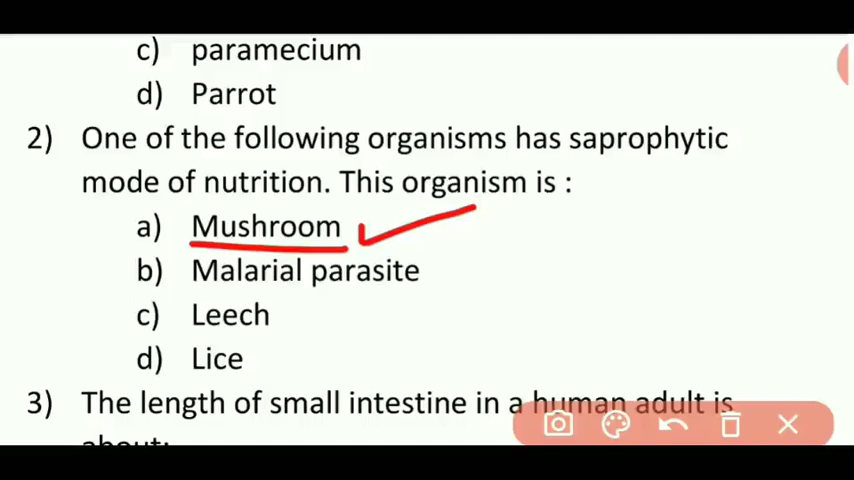 c) paramecium
d) Parrot
2) One of the following organisms has saprophytic
mode of nutrition. This organism is :
a) Mushroom
b) Malarial parasite
c) Leech
d) Lice
3) The length of small intestine in a human adult is
about: